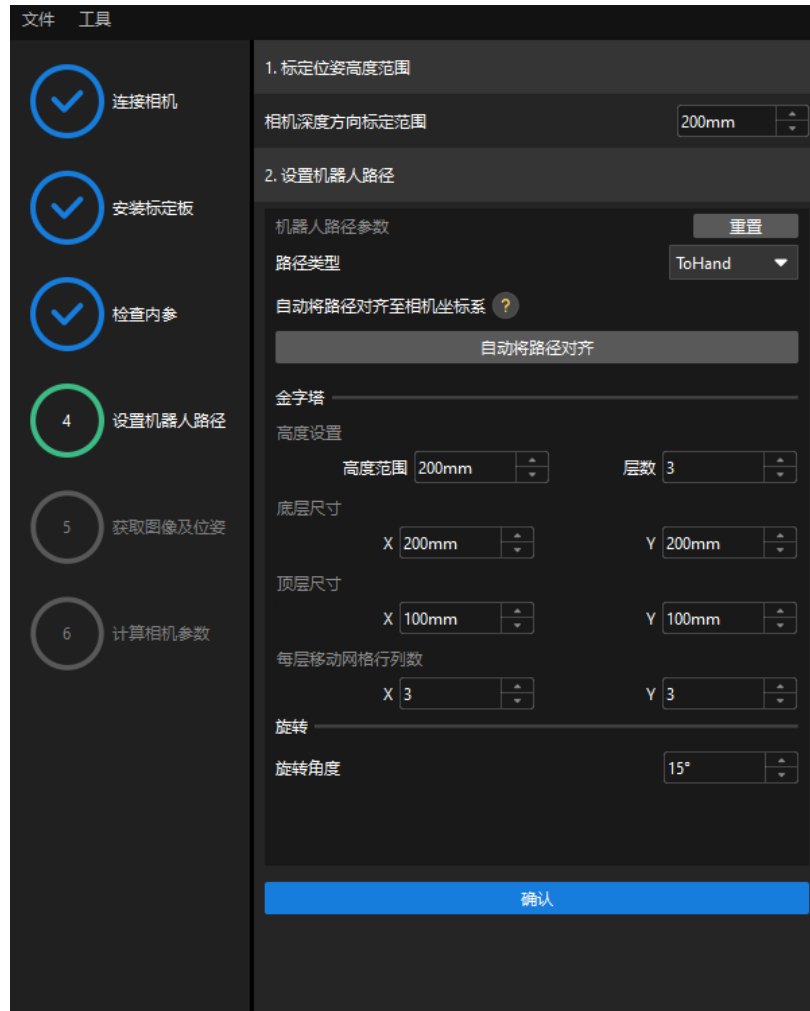 文件 工具
连接相机
安装标定板
检查内参
4 设置机器人路径
5 获取图像及位姿
6 计算相机参数
1. 标定位姿高度范围
相机深度方向标定范围 200mm
2. 设置机器人路径
机器人路径参数 重置
路径类型 ToHand
自动将路径对齐至相机坐标系 ?
自动将路径对齐
金字塔
高度设置
高度范围 200mm 层数 3
底层尺寸
X 200mm Y 200mm
顶层尺寸
X 100mm Y 100mm
每层移动网格行列数
X 3 Y 3
旋转
旋转角度 15°
确认